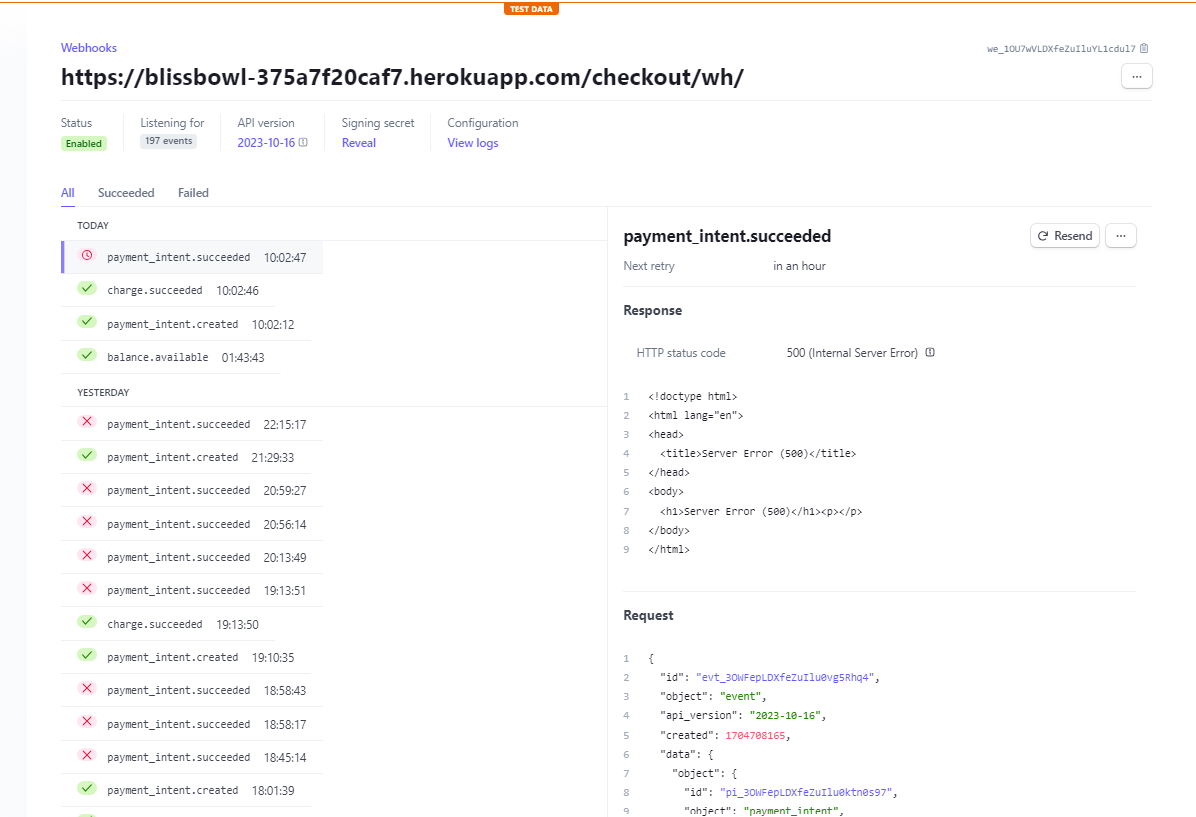 TEST DATA
Webhooks
we_1OU7wVLDXfeZuIluYL1cdul7
https://blissbowl-375a7f20caf7.herokuapp.com/checkout/wh/
...
Status Listening for API version Signing secret Configuration
Enabled 197 events 2023-10-16 Reveal View logs
All Succeeded Failed
TODAY
payment_intent.succeeded 10:02:47
charge.succeeded 10:02:46
payment_intent.created 10:02:12
balance.available 01:43:43
YESTERDAY
payment_intent.succeeded 22:15:17
payment_intent.created 21:29:33
payment_intent.succeeded 20:59:27
payment_intent.succeeded 20:56:14
payment_intent.succeeded 20:13:49
payment_intent.succeeded 19:13:51
charge.succeeded 19:13:50
payment_intent.created 19:10:35
payment_intent.succeeded 18:58:43
payment_intent.succeeded 18:58:17
payment_intent.succeeded 18:45:14
payment_intent.created 18:01:39
payment_intent.succeeded
Resend ...
Next retry in an hour
Response
HTTP status code 500 (Internal Server Error)
1 <!doctype html>
2 <html lang="en">
3 <head>
4 <title>Server Error (500)</title>
5 </head>
6 <body>
7 <h1>Server Error (500)</h1><p></p>
8 </body>
9 </html>
Request
1 {
2 "id": "evt_3OWFepLDXfeZuIlu0vg5Rhq4",
3 "object": "event",
4 "api_version": "2023-10-16",
5 "created": 1704708165,
6 "data": {
7 "object": {
8 "id": "pi_3OWFepLDXfeZuIlu0ktn0s97",
9 "object": "payment_intent",